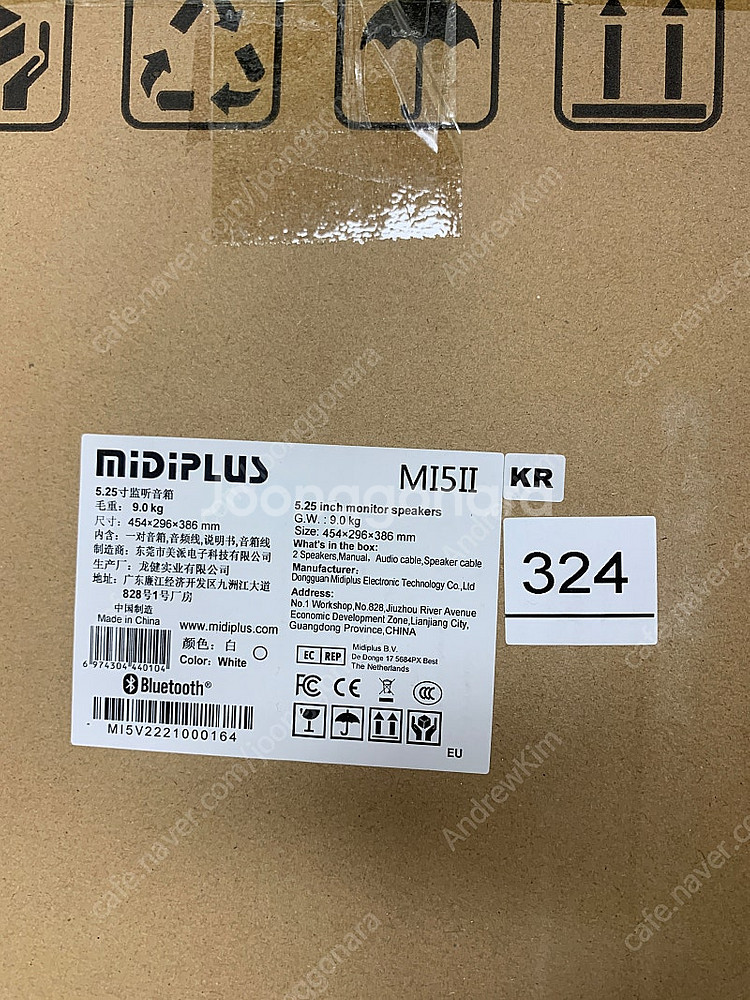 MiDiPLUS
MI5II
KR
5.25寸监听音箱
毛重： 9.0 kg
尺寸： 454×296×386 mm
内含：一对音箱,音频线,说明书,音箱线
制造商：东莞市美派电子科技有限公司
生产厂：龙健实业有限公司
地址：广东廉江经济开发区九洲江大道
828号1号厂房
中国制造
Made in China
www.midiplus.com
6 974304 440104
颜色：白
Color: White
Bluetooth®
MI5V2221000164
5.25 inch monitor speakers
G.W. : 9.0 kg
Size: 454×296×386 mm
What's in the box:
2 Speakers,Manual，Audio cable,Speaker cable
Manufacturer:
Dongguan Midiplus Electronic Technology Co.,Ltd
Address:
No.1 Workshop,No.828,Jiuzhou River Avenue
Economic Development Zone,Lianjiang City,
Guangdong Province,CHINA
EC REP
Midiplus B.V.
De Donge 17 5684PX Best
The Netherlands
FC CE CCC
EU
324
Joonggonara
cafe.naver.com/joonggonara
AndrewKim